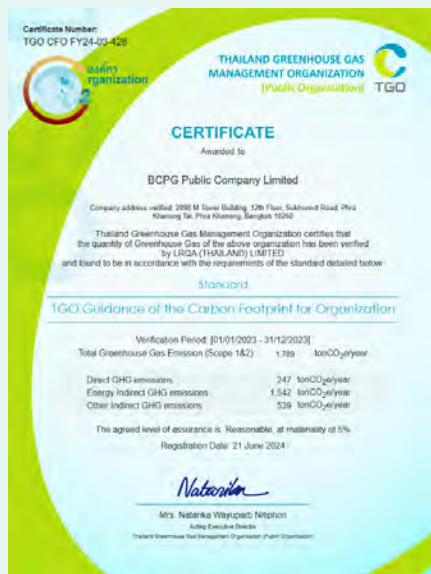 Certificate Number:
TGO CFO FY24-03-428
องค์กร
rganization
2
THAILAND GREENHOUSE GAS
MANAGEMENT ORGANIZATION
(Public Organization)
TGO
CERTIFICATE
Awarded to
BCPG Public Company Limited
Company address verified: 2098 M Tower Building, 12th Floor, Sukhumvit Road, Phra
Khanong Tai, Phra Khanong, Bangkok 10260
Thailand Greenhouse Gas Management Organization certifies that
the quantity of Greenhouse Gas of the above organization has been verified
by LRQA (THAILAND) LIMITED
and found to be in accordance with the requirements of the standard detailed below
Standard
TGO Guidance of the Carbon Footprint for Organization
Verification Period: [01/01/2023 - 31/12/2023]
Total Greenhouse Gas Emission (Scope 1&2) 1,789 tonCO2e/year
Direct GHG emissions 247 tonCO2e/year
Energy Indirect GHG emissions 1,542 tonCO2e/year
Other Indirect GHG emissions 539 tonCO2e/year
The agreed level of assurance is Reasonable, at materiality of 5%
Registration Date: 21 June 2024
Mrs. Natarika Wayuparb Nitiphon
Acting Executive Director
Thailand Greenhouse Gas Management Organization (Public Organization)